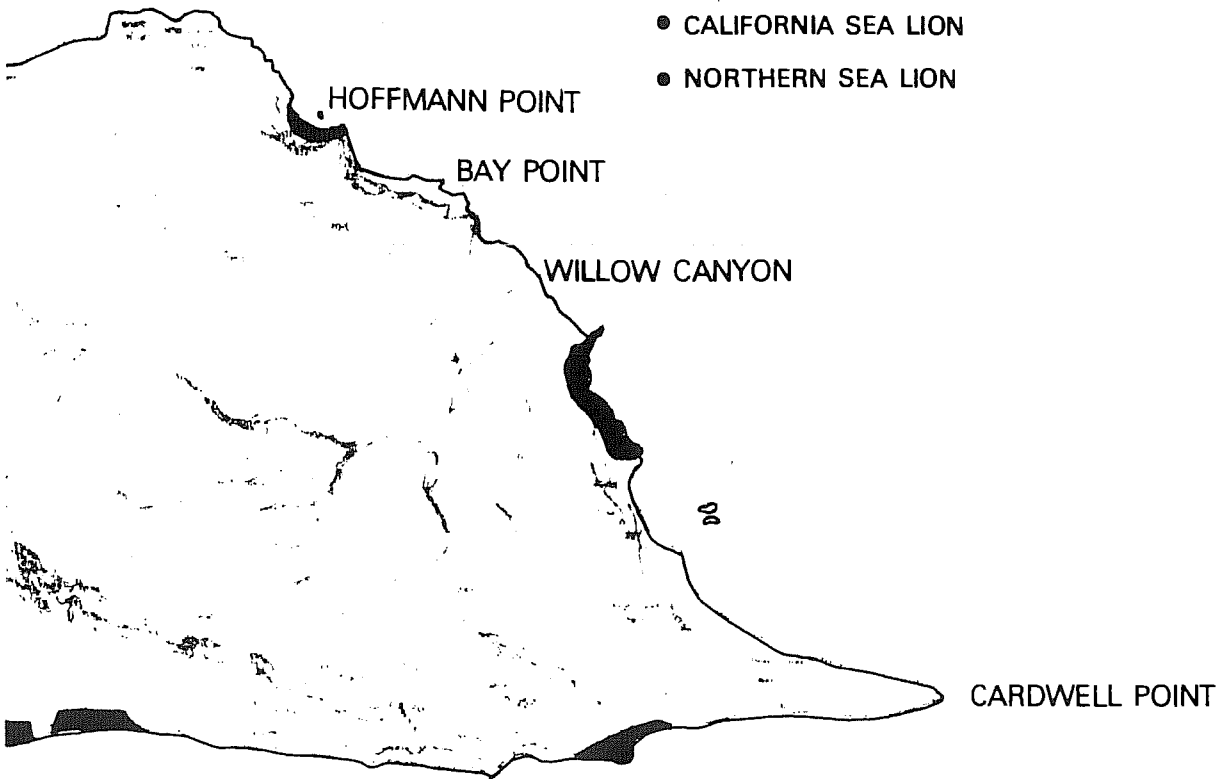 • CALIFORNIA SEA LION
• NORTHERN SEA LION
HOFFMANN POINT
BAY POINT
WILLOW CANYON
CARDWELL POINT